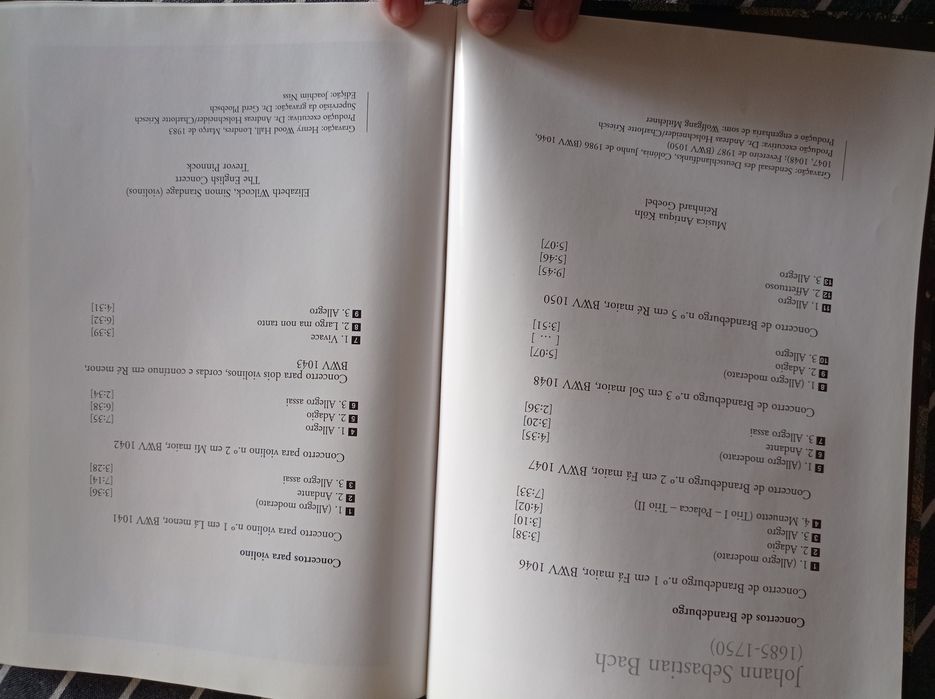 Johann Sebastian Bach
(1685-1750)
Concertos de Brandeburgo
Concerto de Brandeburgo n.º 1 em Fá maior, BWV 1046
1 1. (Allegro moderato) [3:38]
2 2. Adagio [3:10]
3 3. Allegro [4:02]
4 4. Menuetto (Trio I – Polacca – Trio II) [7:33]
Concerto de Brandeburgo n.º 2 em Fá maior, BWV 1047
5 1. (Allegro moderato) [4:35]
6 2. Andante [3:20]
7 3. Allegro assai [2:36]
Concerto de Brandeburgo n.º 3 em Sol maior, BWV 1048
8 1. (Allegro moderato) [5:07]
9 2. Adagio [ ... ]
10 3. Allegro [3:51]
Concerto de Brandeburgo n.º 5 em Ré maior, BWV 1050
11 1. Allegro [9:45]
12 2. Affettuoso [5:46]
13 3. Allegro [5:07]
Musica Antiqua Köln
Reinhard Goebel
Gravação: Sendesaal des Deutschlandfunks, Colónia, Junho de 1986 (BWV 1046,
1047, 1048); Fevereiro de 1987 (BWV 1050)
Produção executiva: Dr. Andreas Holschneider/Charlotte Kriesch
Produção e engenharia de som: Wolfgang Mitlehner
Concertos para violino
Concerto para violino n.º 1 em Lá menor, BWV 1041
1 1. (Allegro moderato) [3:36]
2 2. Andante [7:14]
3 3. Allegro assai [3:28]
Concerto para violino n.º 2 em Mi maior, BWV 1042
4 1. Allegro [7:35]
5 2. Adagio [6:38]
6 3. Allegro assai [2:34]
Concerto para dois violinos, cordas e contínuo em Ré menor,
BWV 1043
7 1. Vivace [3:39]
8 2. Largo ma non tanto [6:32]
9 3. Allegro [4:31]
Elizabeth Wilcock, Simon Standage (violinos)
The English Concert
Trevor Pinnock
Gravação: Henry Wood Hall, Londres, Março de 1983
Produção executiva: Dr. Andreas Holschneider/Charlotte Kriesch
Supervisão da gravação: Dr. Gerd Ploebsch
Edição: Joachim Niss